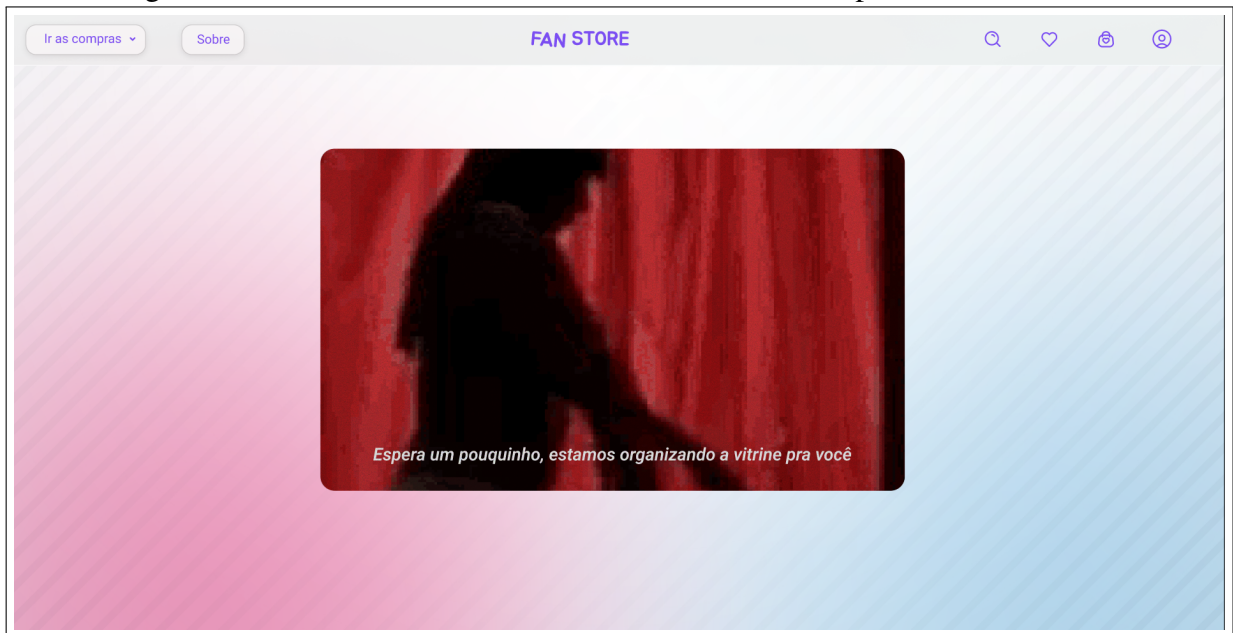 Ir as compras
Sobre
FAN STORE
Espera um pouquinho, estamos organizando a vitrine pra você